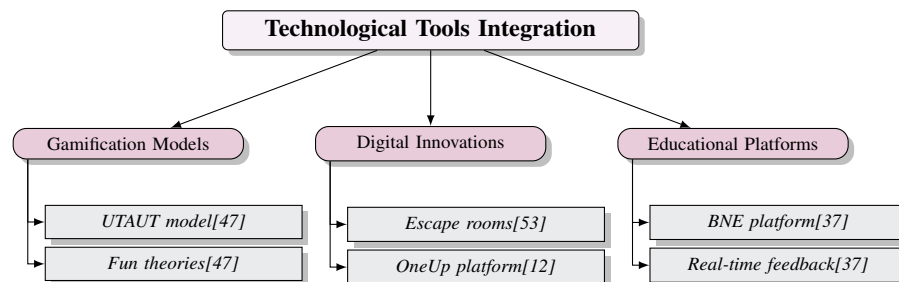 Technological Tools Integration
Gamification Models
Digital Innovations
Educational Platforms
UTAUT model[47]
Escape rooms[53]
BNE platform[37]
Fun theories[47]
OneUp platform[12]
Real-time feedback[37]